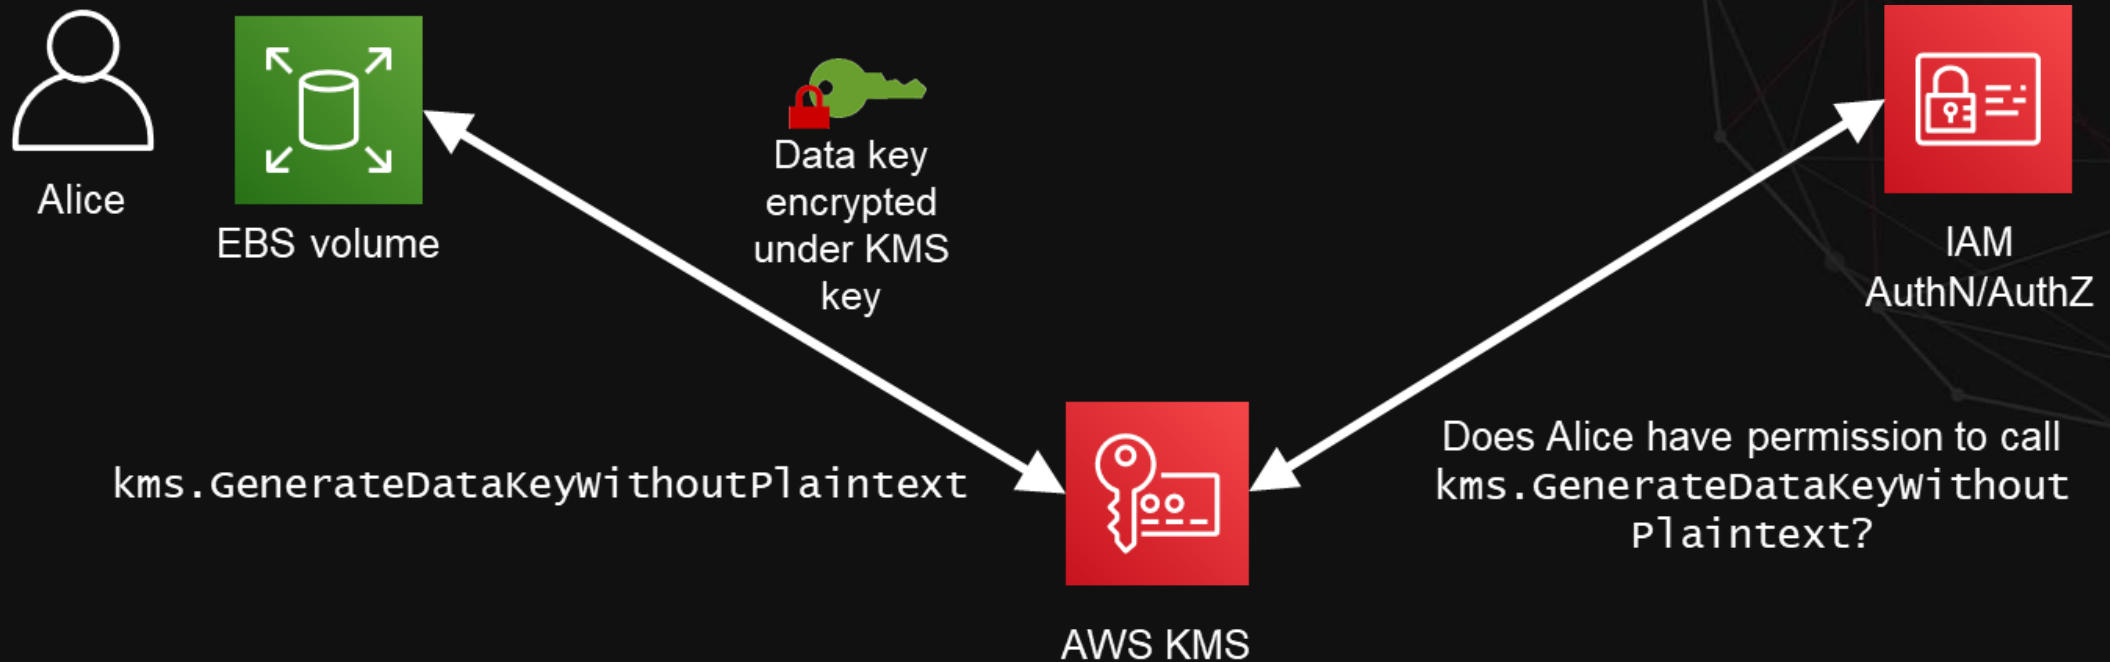 Alice
EBS volume
Data key
encrypted
under KMS
key
IAM
AuthN/AuthZ
kms.GenerateDataKeyWithoutPlaintext
Does Alice have permission to call
kms.GenerateDataKeyWithout
Plaintext?
AWS KMS